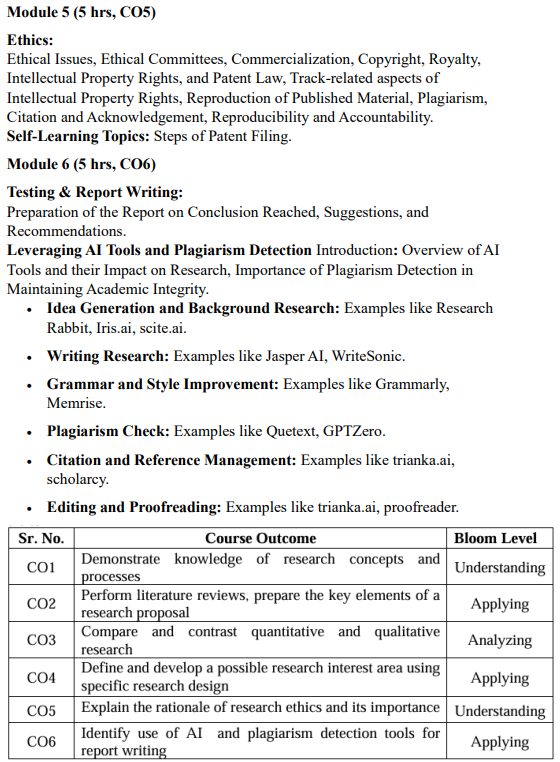 Module 5 (5 hrs, CO5)
Ethics:
Ethical Issues, Ethical Committees, Commercialization, Copyright, Royalty,
Intellectual Property Rights, and Patent Law, Track-related aspects of
Intellectual Property Rights, Reproduction of Published Material, Plagiarism,
Citation and Acknowledgement, Reproducibility and Accountability.
Self-Learning Topics: Steps of Patent Filing.
Module 6 (5 hrs, CO6)
Testing & Report Writing:
Preparation of the Report on Conclusion Reached, Suggestions, and
Recommendations.
Leveraging AI Tools and Plagiarism Detection Introduction: Overview of AI
Tools and their Impact on Research, Importance of Plagiarism Detection in
Maintaining Academic Integrity.
• Idea Generation and Background Research: Examples like Research
Rabbit, Iris.ai, scite.ai.
• Writing Research: Examples like Jasper AI, WriteSonic.
• Grammar and Style Improvement: Examples like Grammarly,
Memrise.
• Plagiarism Check: Examples like Quetext, GPTZero.
• Citation and Reference Management: Examples like trianka.ai,
scholarcy.
• Editing and Proofreading: Examples like trianka.ai, proofreader.
Sr. No. Course Outcome Bloom Level
CO1 Demonstrate knowledge of research concepts and
processes Understanding
CO2 Perform literature reviews, prepare the key elements of a
research proposal Applying
CO3 Compare and contrast quantitative and qualitative
research Analyzing
CO4 Define and develop a possible research interest area using
specific research design Applying
CO5 Explain the rationale of research ethics and its importance Understanding
CO6 Identify use of AI and plagiarism detection tools for
report writing Applying